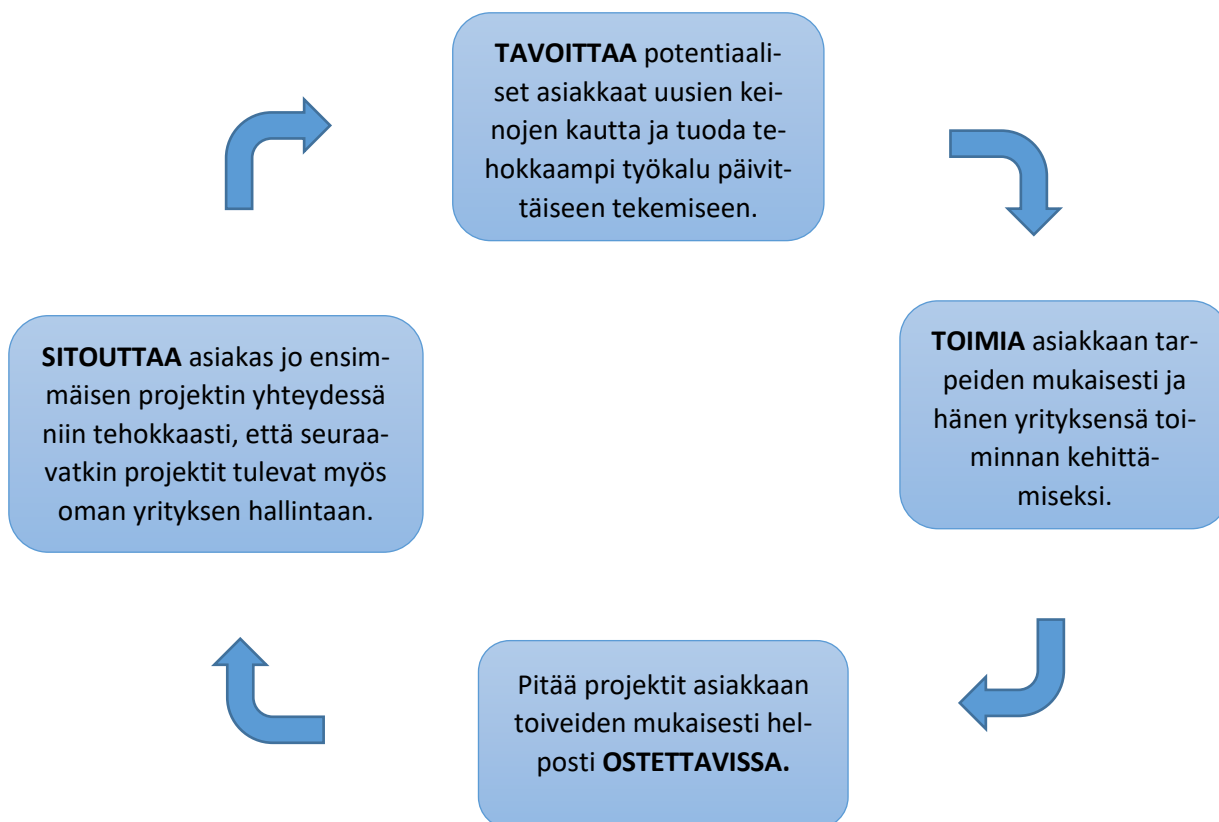 TAVOITTAA potentiaali-
set asiakkaat uusien kei-
nojen kautta ja tuoda te-
hokkaampi työkalu päivit-
täiseen tekemiseen.
TOIMIA asiakkaan tar-
peiden mukaisesti ja
hänen yrityksensä toi-
minnan kehittä-
miseksi.
Pitää projektit asiakkaan
toiveiden mukaisesti hel-
posti OSTETTAVISSA.
SITOUTTAA asiakas jo ensim-
mäisen projektin yhteydessä
niin tehokkaasti, että seuraa-
vatkin projektit tulevat myös
oman yrityksen hallintaan.